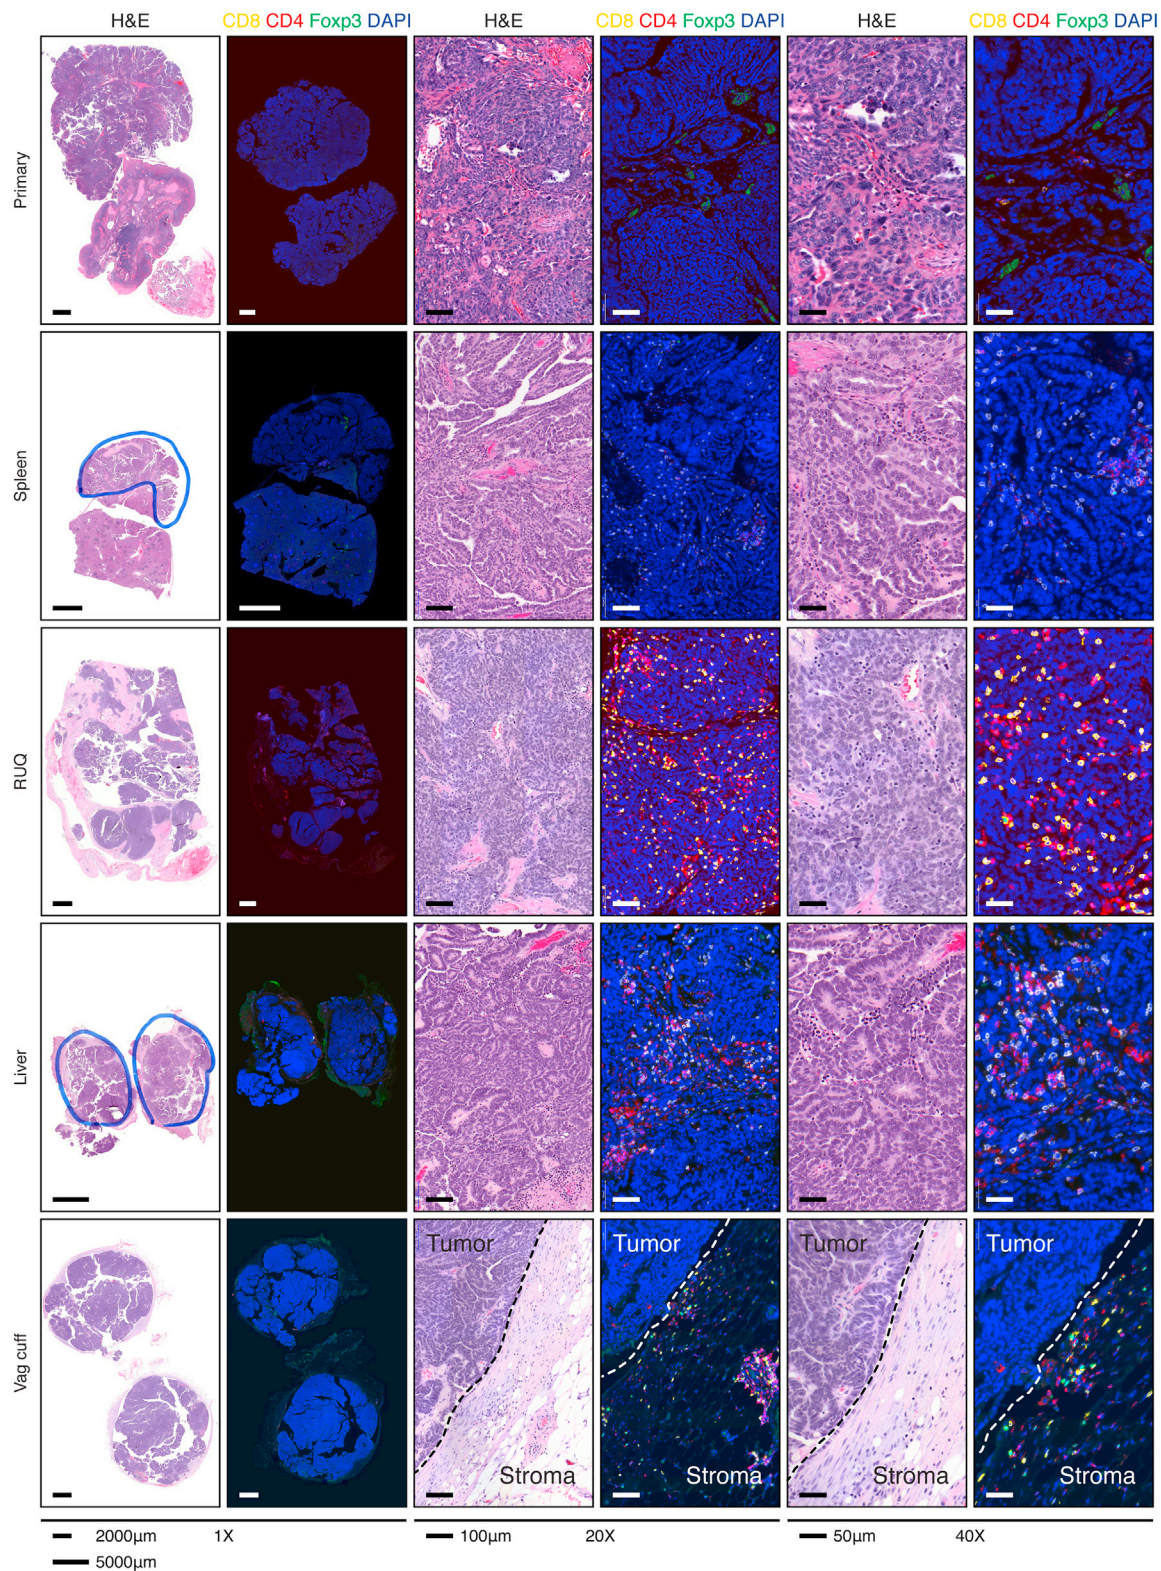 H&E CD8 CD4 Foxp3 DAPI H&E CD8 CD4 Foxp3 DAPI H&E CD8 CD4 Foxp3 DAPI
Primary
Spleen
RUQ
Liver
Vag cuff
Tumor Tumor Tumor Tumor
Stroma Stroma Stroma Stroma
2000µm 1X 100µm 20X 50µm 40X
5000µm